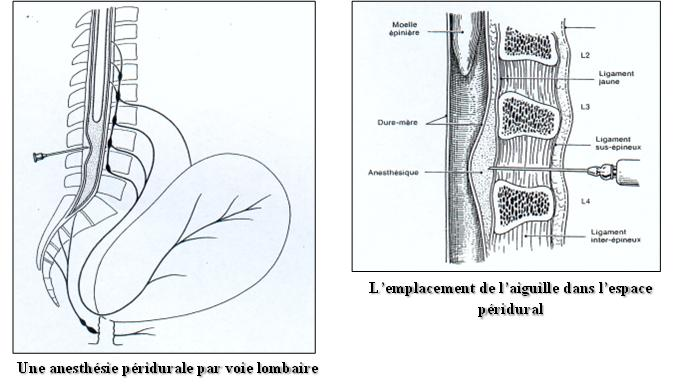 Une anesthésie péridurale par voie lombaire
Moelle
épinière
L2
Ligament
jaune
L3
Dure-mère
Ligament
sus-épineux
Anesthésique
L4
Ligament
inter-épineux
L'emplacement de l'aiguille dans l'espace
péridural